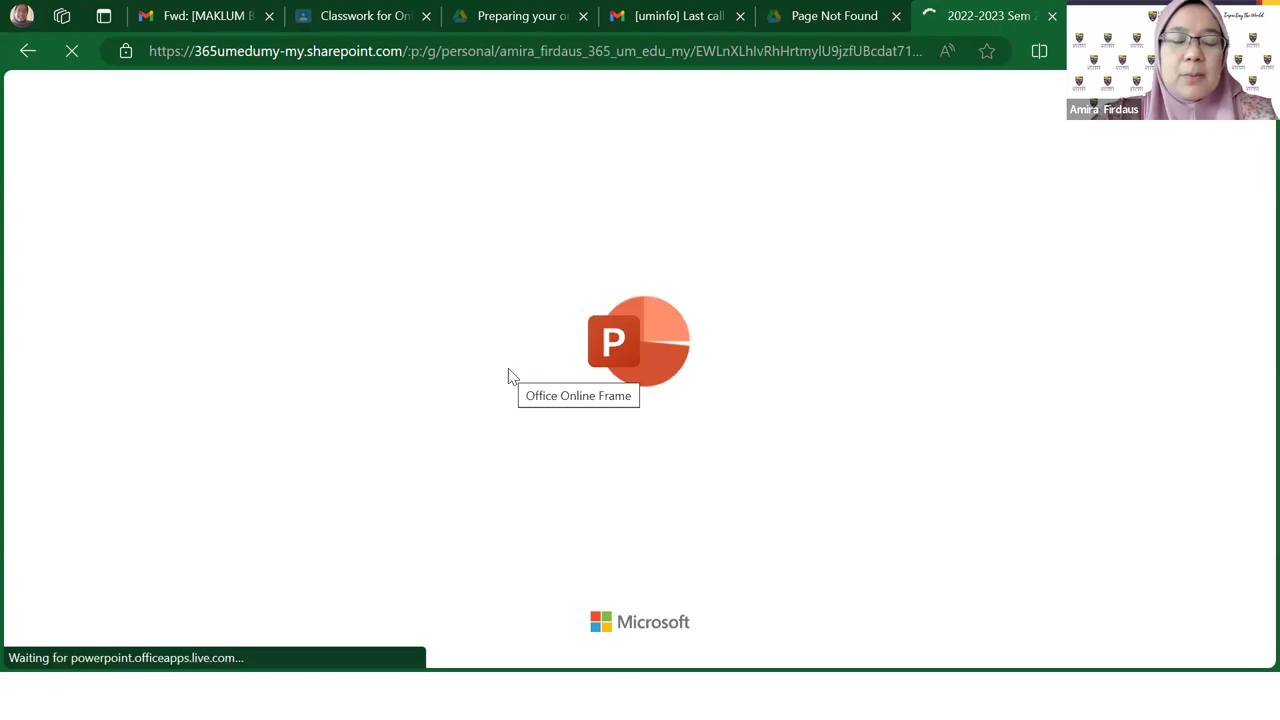 Fwd: [MAKLUM B
Classwork for On
Preparing your o
[uminfo] Last call
Page Not Found
2022-2023 Sem 2
https://365umedumy-my.sharepoint.com/:p:/g/personal/amira_firdaus_365_um_edu_my/EWLnXLhlvRhHrtmylU9jzfUBcdat71...
Amira Firdaus
P
Office Online Frame
Microsoft
Waiting for powerpoint.officeapps.live.com...